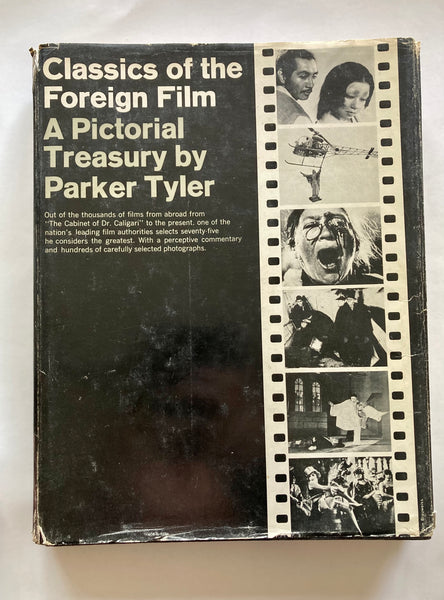 Classics of the
Foreign Film
A Pictorial
Treasury by
Parker Tyler
Out of the thousands of films from abroad from
"The Cabinet of Dr. Caligari" to the present, one of the
nation's leading film authorities selects seventy-five
he considers the greatest. With a perceptive commentary
and hundreds of carefully selected photographs.